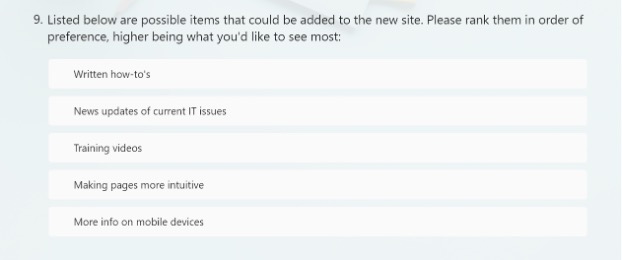 9. Listed below are possible items that could be added to the new site. Please rank them in order of
preference, higher being what you'd like to see most:
Written how-to's
News updates of current IT issues
Training videos
Making pages more intuitive
More info on mobile devices